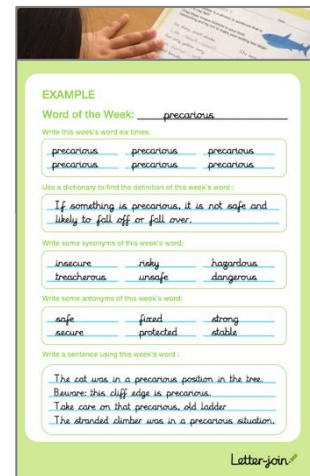 EXAMPLE
Word of the Week: precarious
Write this week's word six times:
precarious precarious precarious
precarious precarious precarious
Use a dictionary to find the definition of this week's word :
If something is precarious, it is not safe and
likely to fall off or fall over.
Write some synonyms of this week's word:
insecure risky hazardous
treacherous unsafe dangerous
Write some antonyms of this week's word:
safe fixed strong
secure protected stable
Write a sentence using this week's word :
The cat was in a precarious position in the tree.
Beware: this cliff edge is precarious.
Take care on that precarious, old ladder
The stranded climber was in a precarious situation.
Letter-join